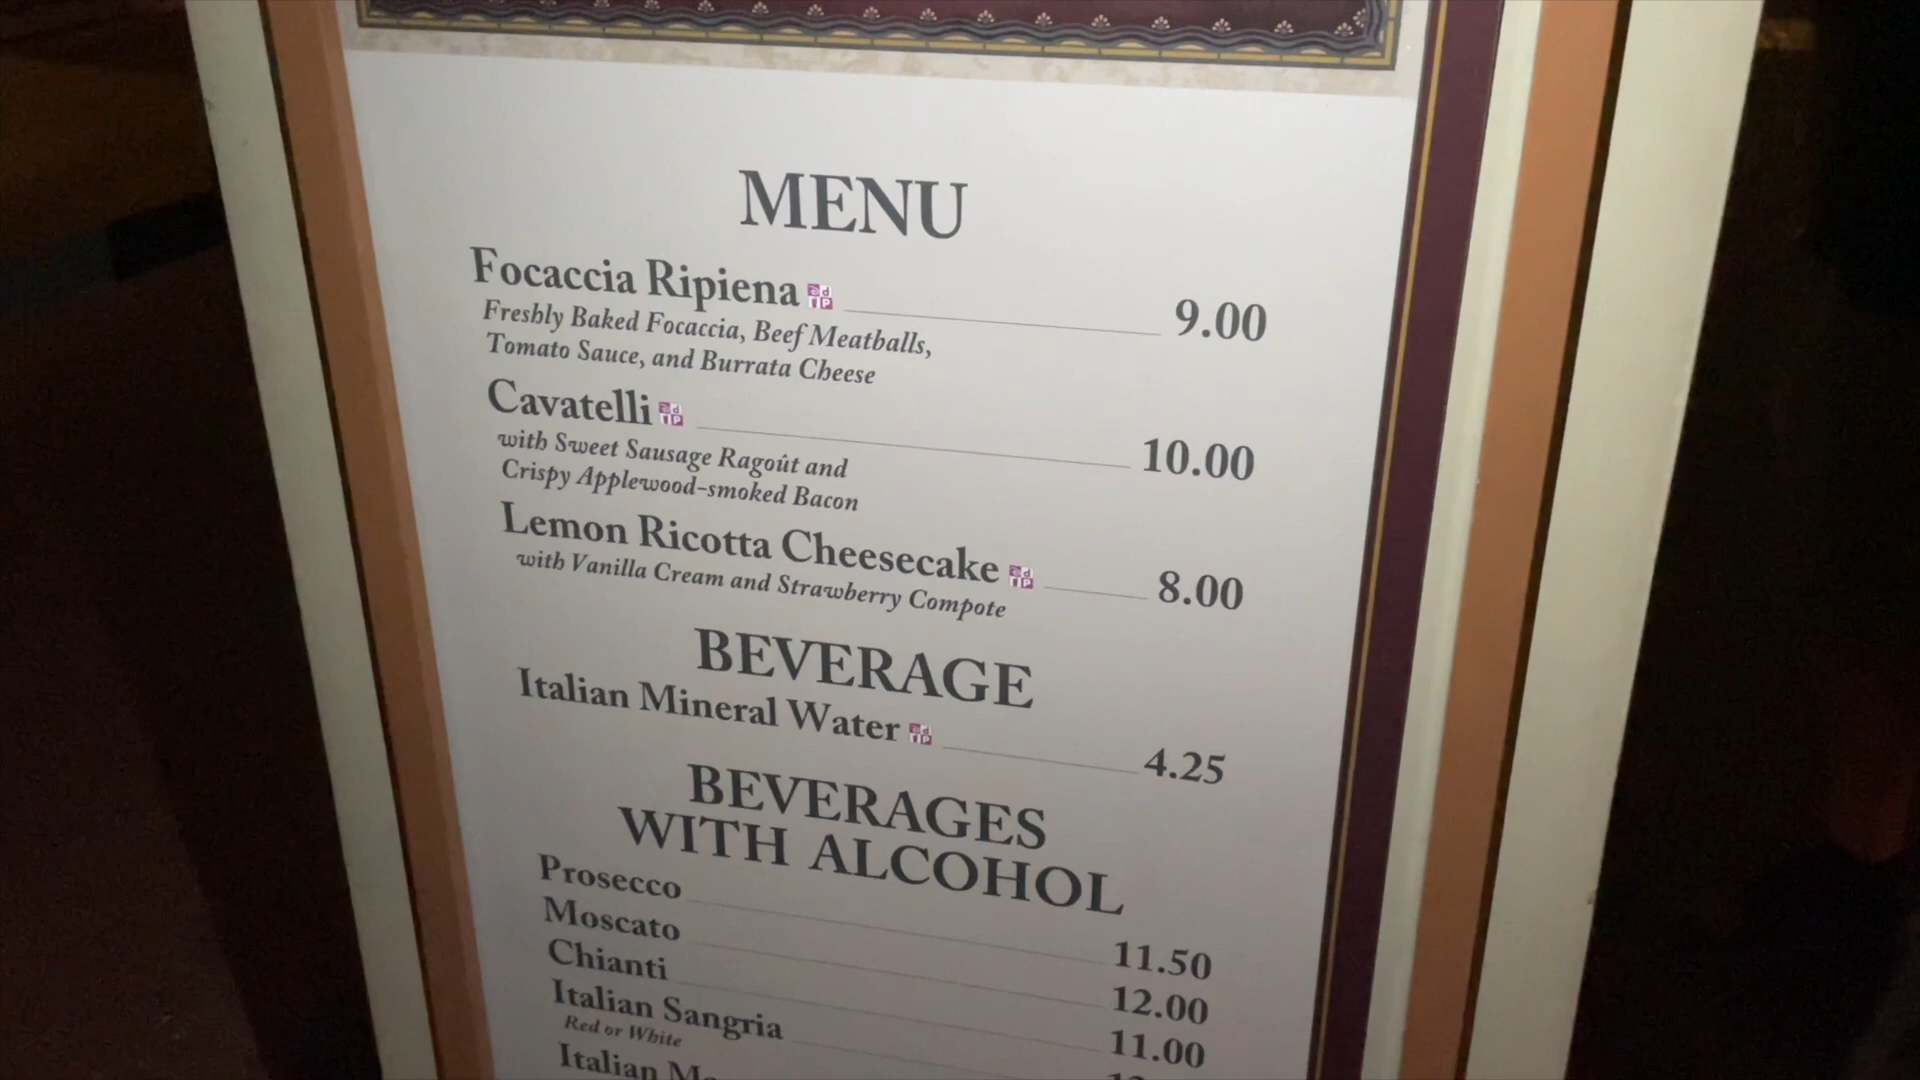 MENU
Focaccia Ripiena 9.00
Freshly Baked Focaccia, Beef Meatballs,
Tomato Sauce, and Burrata Cheese
Cavatelli 10.00
with Sweet Sausage Ragoût and
Crispy Applewood-smoked Bacon
Lemon Ricotta Cheesecake 8.00
with Vanilla Cream and Strawberry Compote
BEVERAGE
Italian Mineral Water 4.25
BEVERAGES
WITH ALCOHOL
Prosecco 11.50
Moscato 12.00
Chianti 11.00
Italian Sangria
Red or White
Italian